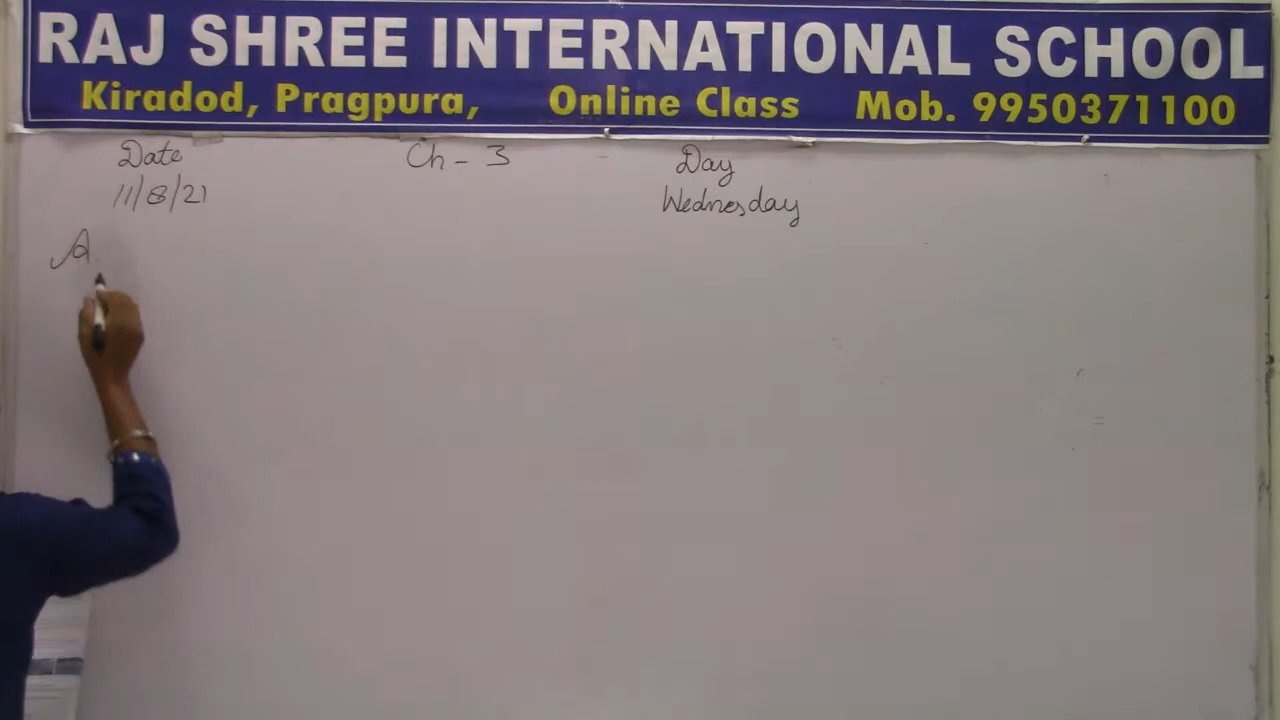 RAJ SHREE INTERNATIONAL SCHOOL
Kiradod, Pragpura, Online Class Mob. 9950371100
Date Ch - 3 Day
11/8/21 Wednesday
A.